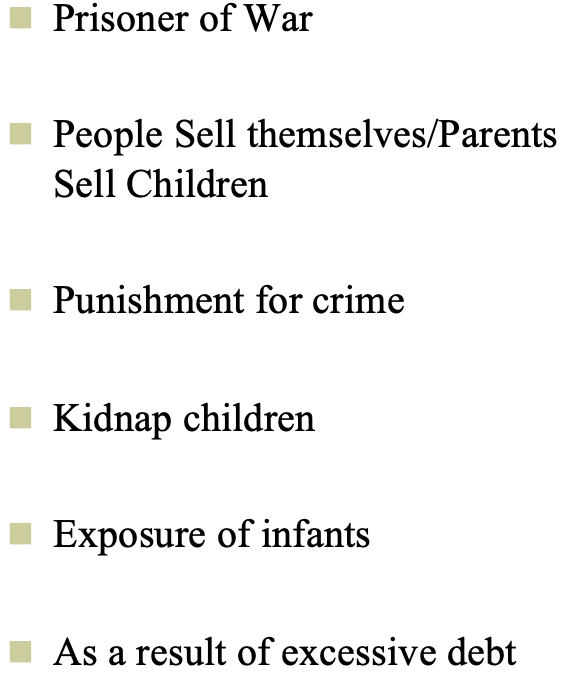 Prisoner of War
People Sell themselves/Parents
Sell Children
Punishment for crime
Kidnap children
Exposure of infants
As a result of excessive debt